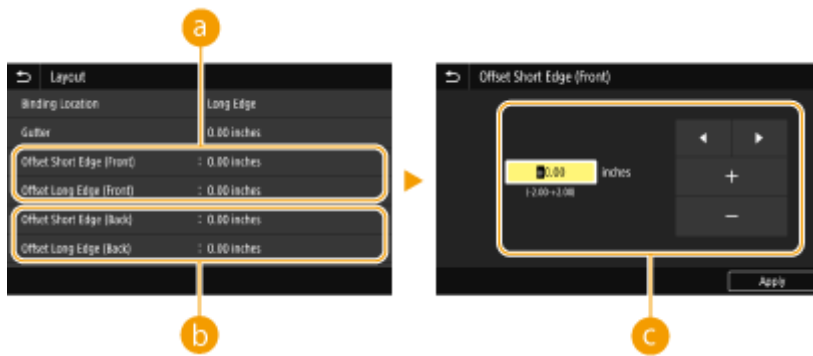 a
Layout
Binding Location Long Edge
Gutter 0.00 inches
Offset Short Edge (Front) : 0.00 inches
Offset Long Edge (Front) : 0.00 inches
Offset Short Edge (Back) : 0.00 inches
Offset Long Edge (Back) : 0.00 inches
b
Offset Short Edge (Front)
+0.00 inches
(-2.00-+2.00)
+
−
Apply
c